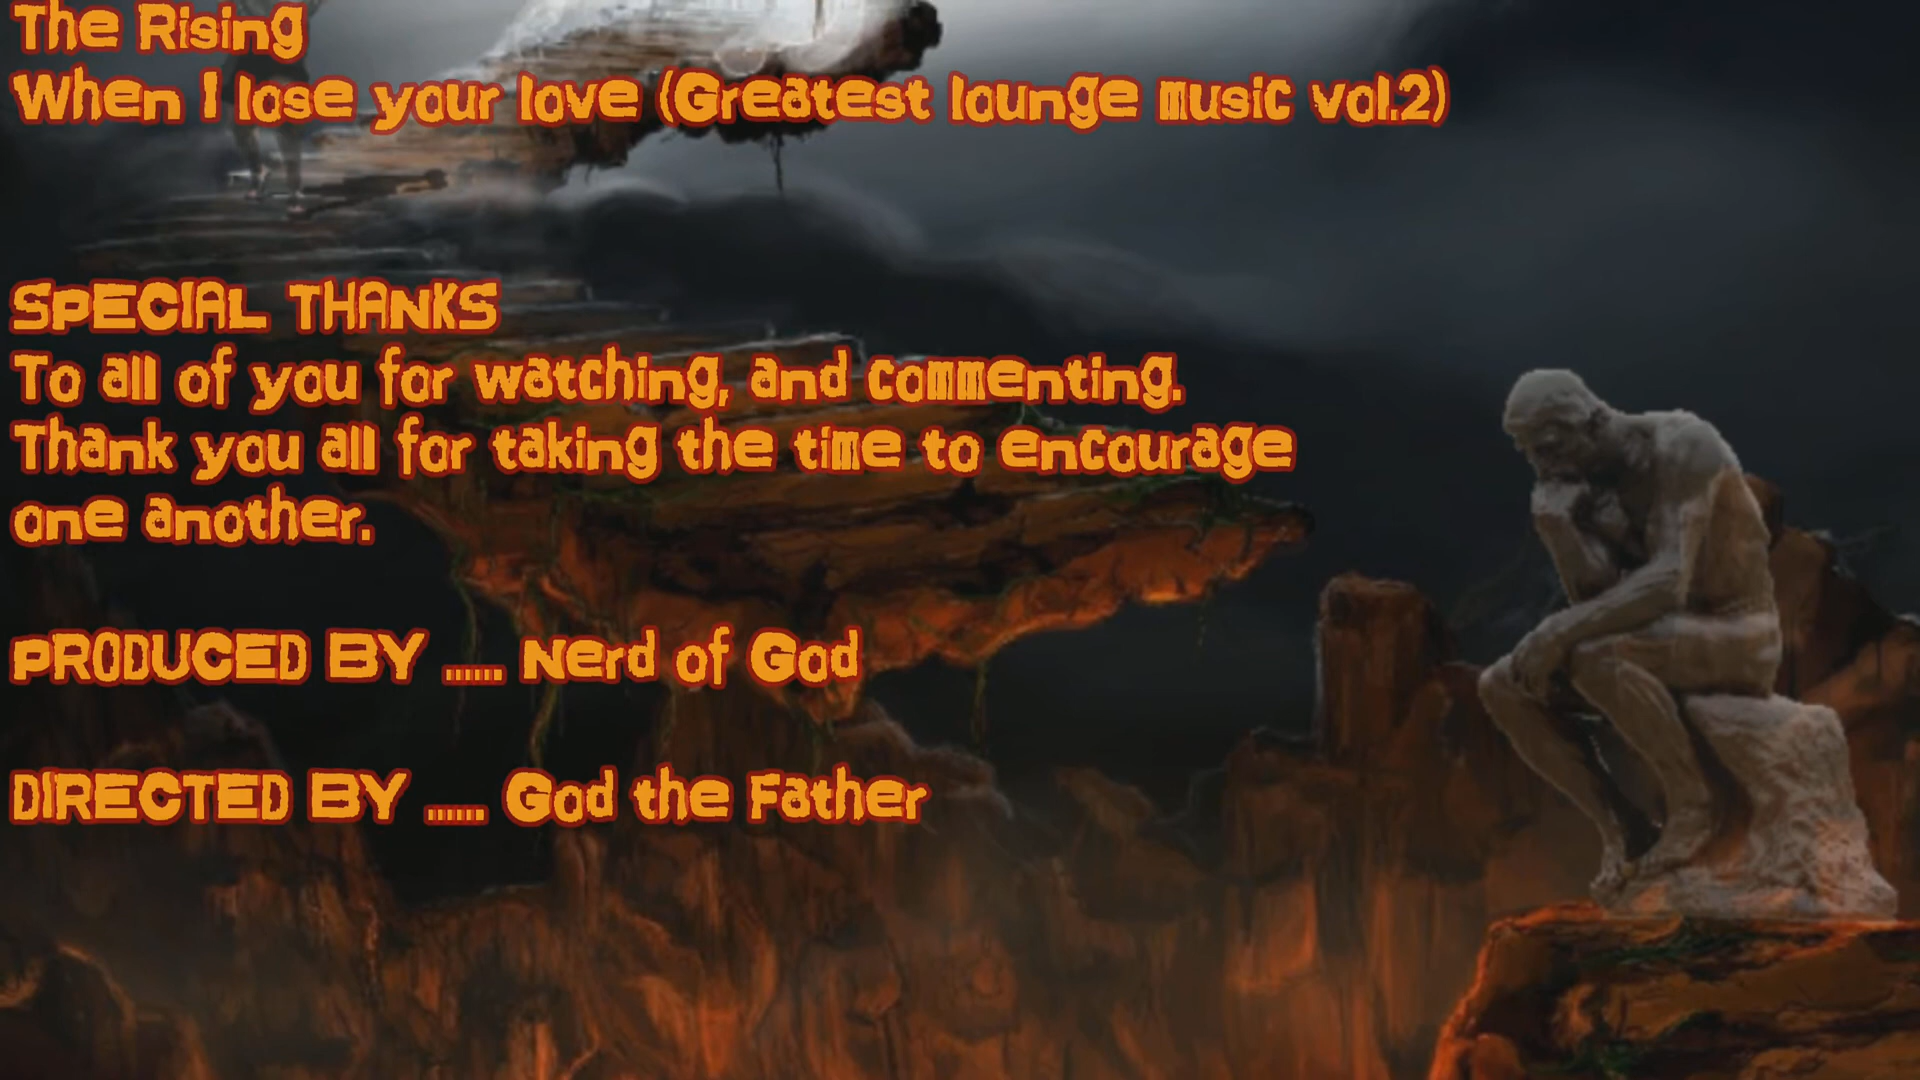 The Rising
When I lose your love (Greatest lounge music vol.2)
SPECIAL THANKS
To all of you for watching, and commenting.
Thank you all for taking the time to encourage
one another.
PRODUCED BY ...... Nerd of God
DIRECTED BY ...... God the Father